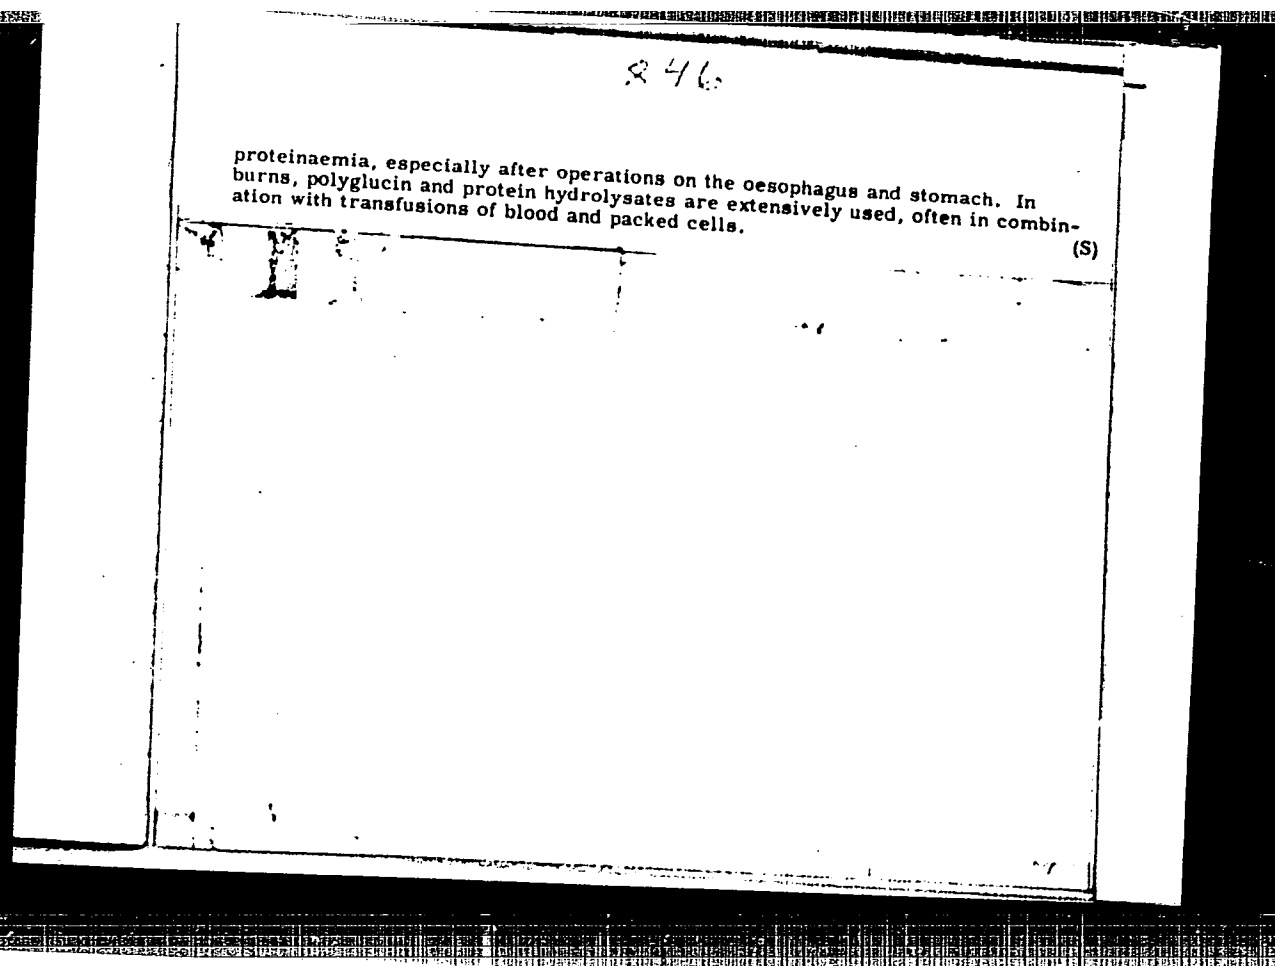 846
proteinaemia, especially after operations on the oesophagus and stomach. In
burns, polyglucin and protein hydrolysates are extensively used, often in combin-
ation with transfusions of blood and packed cells.
(S)